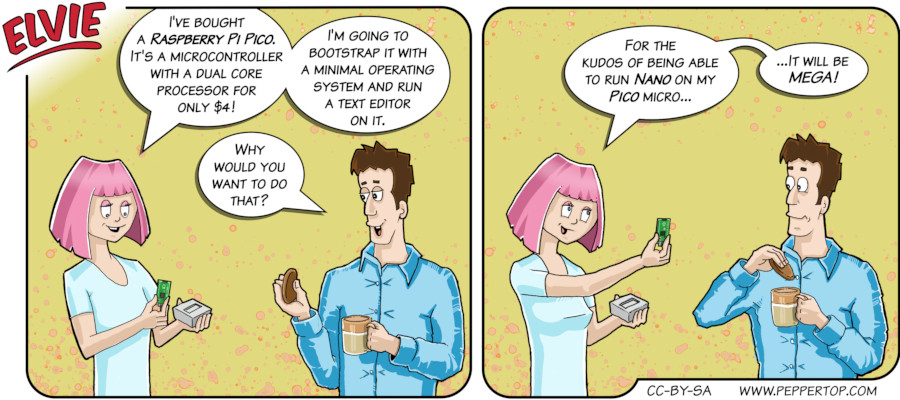 ELVIE
I'VE BOUGHT
A RASPBERRY PI PICO.
IT'S A MICROCONTROLLER
WITH A DUAL CORE
PROCESSOR FOR
ONLY $4!
I'M GOING TO
BOOTSTRAP IT WITH
A MINIMAL OPERATING
SYSTEM AND RUN
A TEXT EDITOR
ON IT.
WHY
WOULD YOU
WANT TO DO
THAT?
FOR THE
KUDOS OF BEING ABLE
TO RUN NANO ON MY
PICO MICRO...
...IT WILL BE
MEGA!
CC-BY-SA WWW.PEPPERTOP.COM